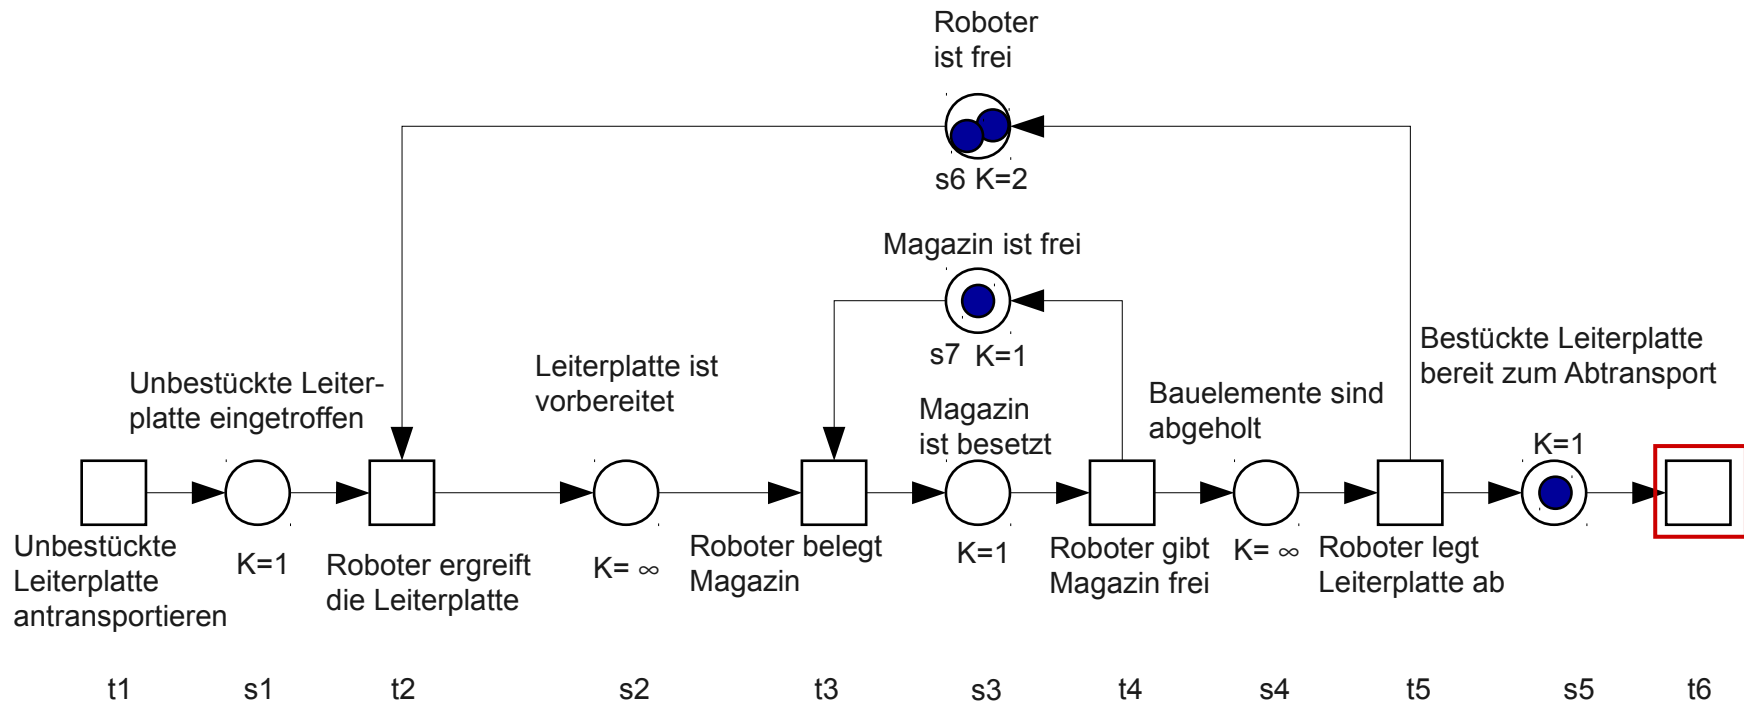 Roboter
ist frei
s6 K=2
Magazin ist frei
s7 K=1
Unbestückte Leiter-
platte eingetroffen
Leiterplatte ist
vorbereitet
Magazin
ist besetzt
Bauelemente sind
abgeholt
Bestückte Leiterplatte
bereit zum Abtransport
K=1
Unbestückte
Leiterplatte
antransportieren
K=1
Roboter ergreift
die Leiterplatte
K= ∞
Roboter belegt
Magazin
K=1
Roboter gibt
Magazin frei
K= ∞
Roboter legt
Leiterplatte ab
t1 s1 t2 s2 t3 s3 t4 s4 t5 s5 t6